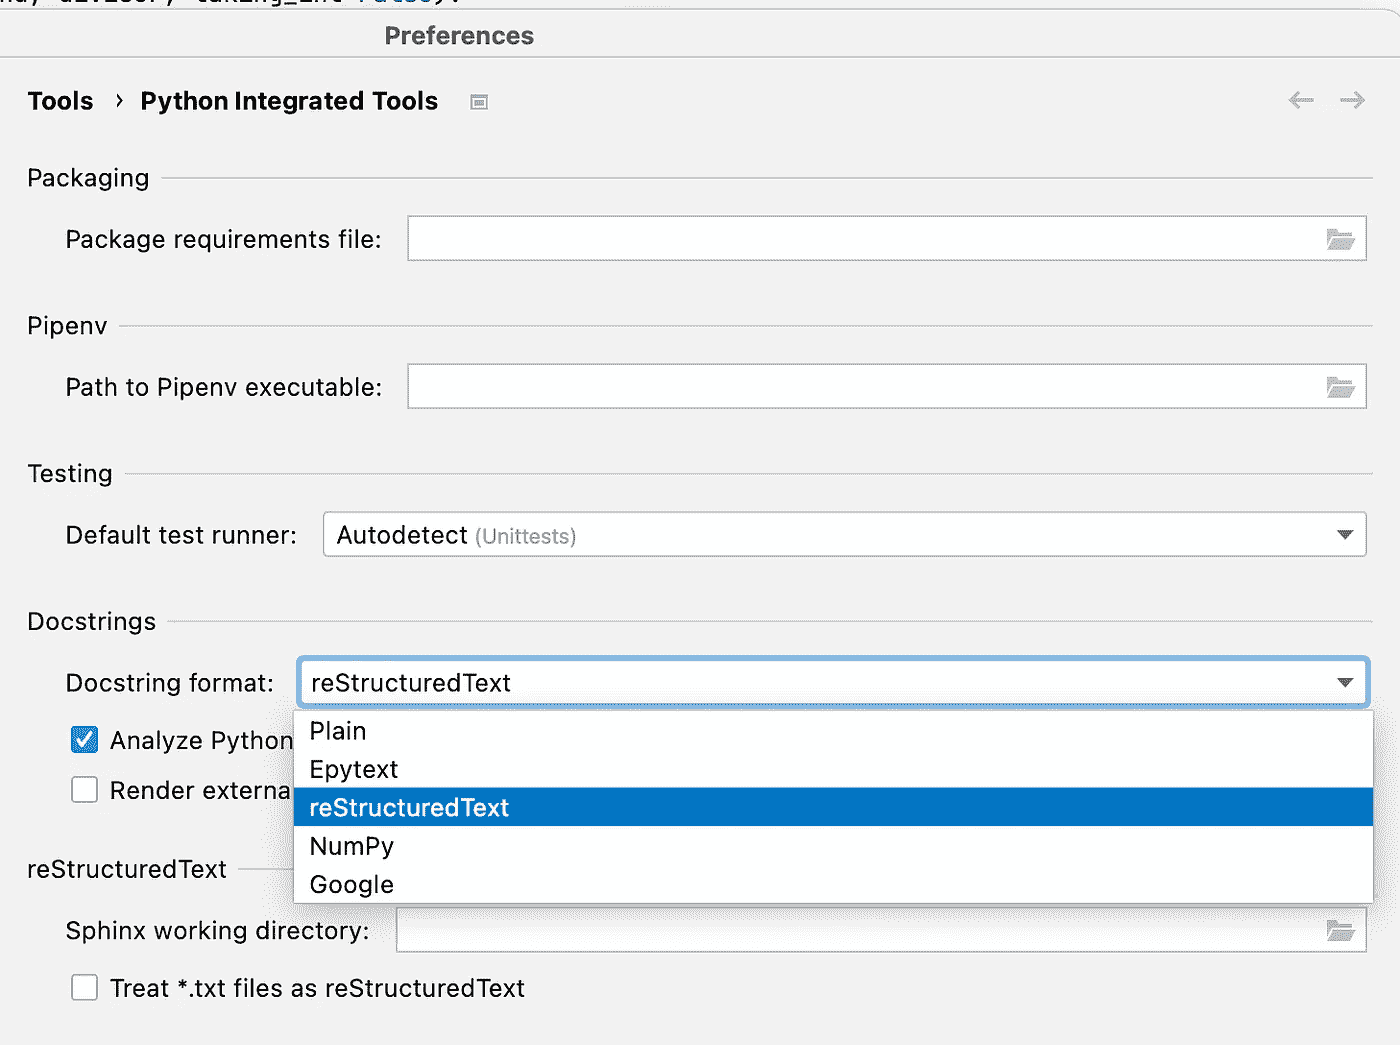 Preferences
Tools › Python Integrated Tools
Packaging
Package requirements file:
Pipenv
Path to Pipenv executable:
Testing
Default test runner: Autodetect (Unittests)
Docstrings
Docstring format: reStructuredText
Plain
Analyze Python
Epytext
Render externa
reStructuredText
NumPy
reStructuredText
Google
Sphinx working directory:
Treat *.txt files as reStructuredText